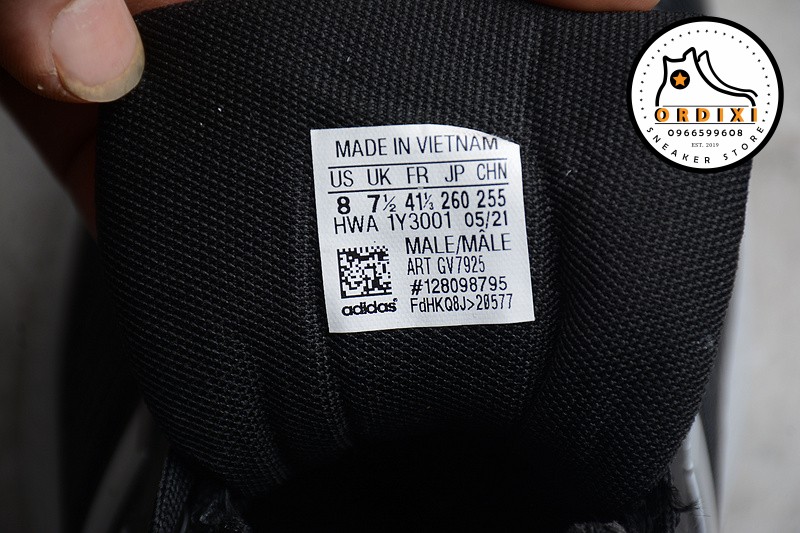 MADE IN VIETNAM
US UK FR JP CHN
8 7½ 41⅓ 260 255
HWA 1Y3001 05/21
MALE/MÂLE
ART GV7925
#128098795
adidas®
FdHKQ8J>20577
ORDIXI
0966599608
EST. 2019
SNEAKER STORE